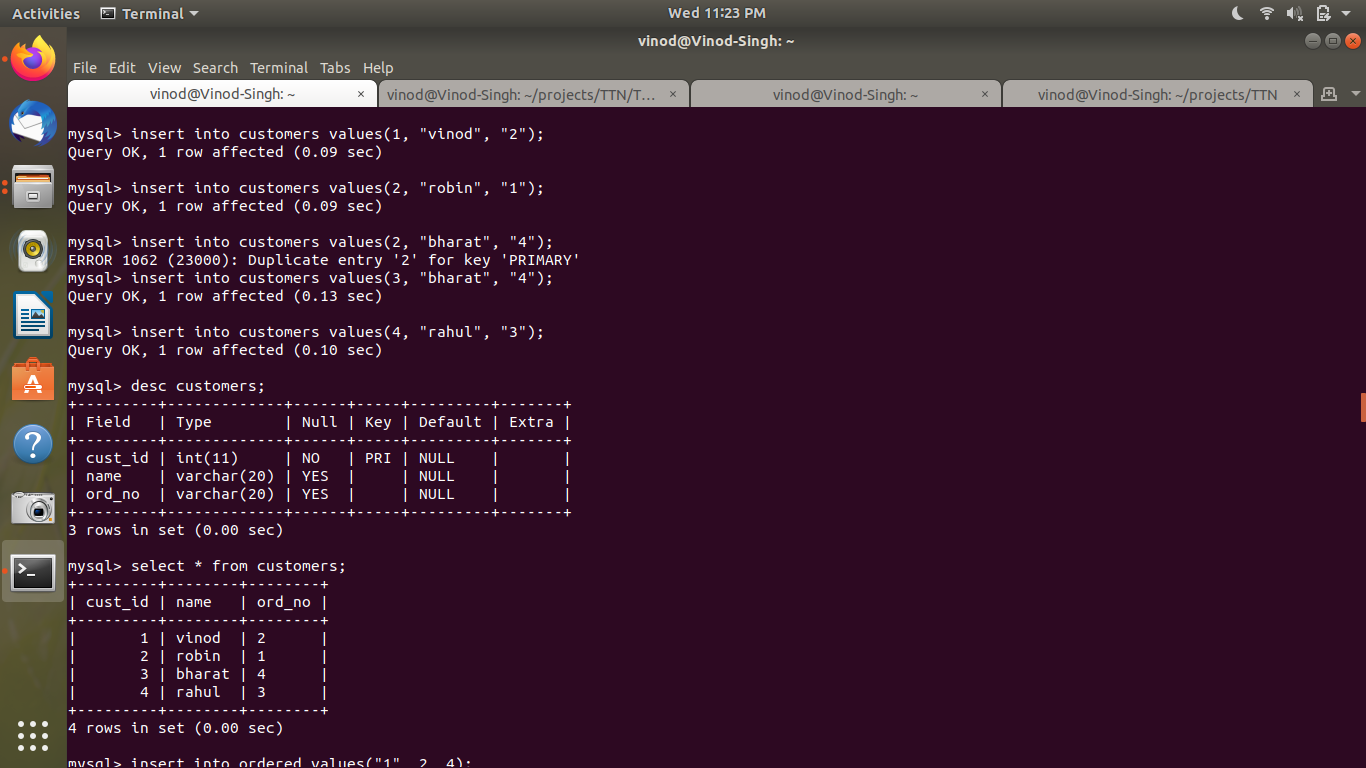 Activities Terminal Wed 11:23 PM
vinod@Vinod-Singh: ~
File Edit View Search Terminal Tabs Help
vinod@Vinod-Singh: ~ × vinod@Vinod-Singh: ~/projects/TTN/T... × vinod@Vinod-Singh: ~ × vinod@Vinod-Singh: ~/projects/TTN ×
mysql> insert into customers values(1, "vinod", "2");
Query OK, 1 row affected (0.09 sec)
mysql> insert into customers values(2, "robin", "1");
Query OK, 1 row affected (0.09 sec)
mysql> insert into customers values(2, "bharat", "4");
ERROR 1062 (23000): Duplicate entry '2' for key 'PRIMARY'
mysql> insert into customers values(3, "bharat", "4");
Query OK, 1 row affected (0.13 sec)
mysql> insert into customers values(4, "rahul", "3");
Query OK, 1 row affected (0.10 sec)
mysql> desc customers;
+---------+-------------+------+-----+---------+-------+
| Field   | Type        | Null | Key | Default | Extra |
+---------+-------------+------+-----+---------+-------+
| cust_id | int(11)     | NO   | PRI | NULL    |       |
| name    | varchar(20) | YES  |     | NULL    |       |
| ord_no  | varchar(20) | YES  |     | NULL    |       |
+---------+-------------+------+-----+---------+-------+
3 rows in set (0.00 sec)
mysql> select * from customers;
+---------+--------+--------+
| cust_id | name   | ord_no |
+---------+--------+--------+
|       1 | vinod  | 2      |
|       2 | robin  | 1      |
|       3 | bharat | 4      |
|       4 | rahul  | 3      |
+---------+--------+--------+
4 rows in set (0.00 sec)
mysql> insert into ordered values("1", 2, 4);